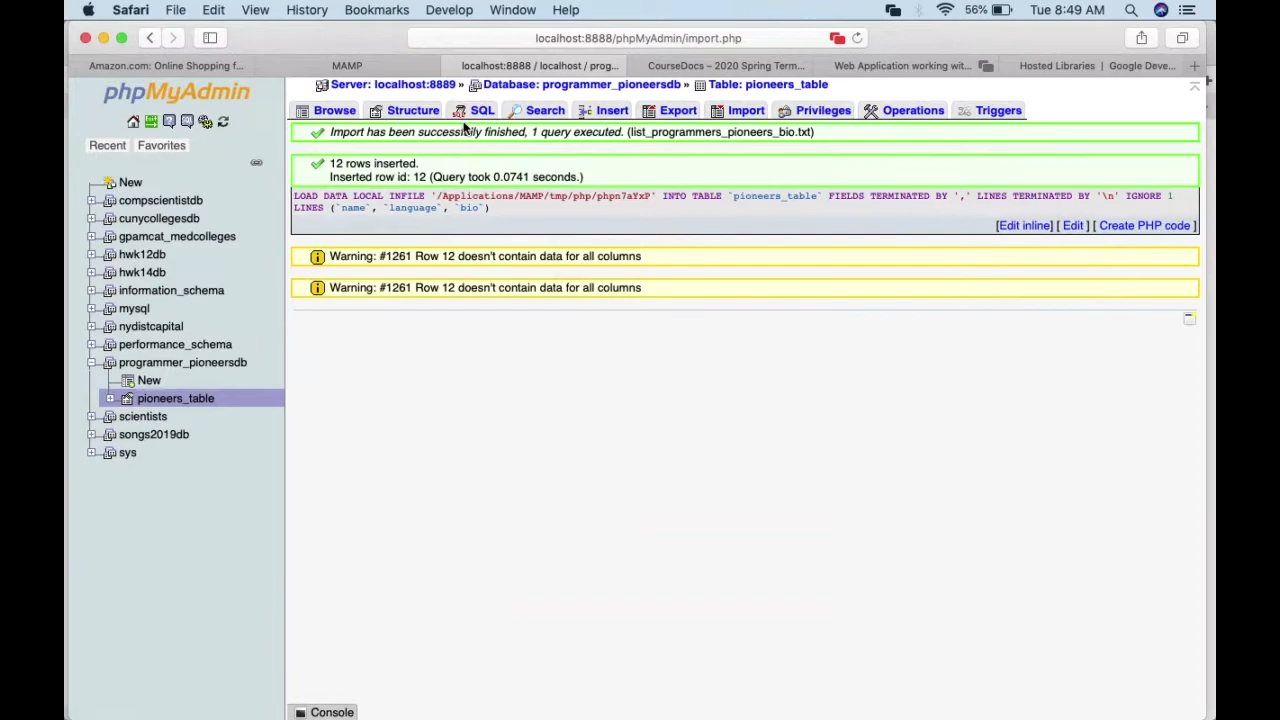 Safari File Edit View History Bookmarks Develop Window Help 56% Tue 8:49 AM
localhost:8888/phpMyAdmin/import.php
Amazon.com: Online Shopping f... MAMP localhost:8888 / localhost / prog... CourseDocs – 2020 Spring Term... Web Application working wit... Hosted Libraries | Google Deve...
phpMyAdmin
Recent Favorites
New
compscientistdb
cunycollegesdb
gpamcat_medcolleges
hwk12db
hwk14db
information_schema
mysql
nydistcapital
performance_schema
programmer_pioneersdb
New
pioneers_table
scientists
songs2019db
sys
Server: localhost:8889 » Database: programmer_pioneersdb » Table: pioneers_table
Browse Structure SQL Search Insert Export Import Privileges Operations Triggers
Import has been successfully finished, 1 query executed. (list_programmers_pioneers_bio.txt)
12 rows inserted.
Inserted row id: 12 (Query took 0.0741 seconds.)
LOAD DATA LOCAL INFILE '/Applications/MAMP/tmp/php/phpn7aYxP' INTO TABLE `pioneers_table` FIELDS TERMINATED BY ',' LINES TERMINATED BY '\n' IGNORE 1
LINES (`name`, `language`, `bio`)
[Edit inline] [ Edit ] [ Create PHP code ]
Warning: #1261 Row 12 doesn't contain data for all columns
Warning: #1261 Row 12 doesn't contain data for all columns
Console